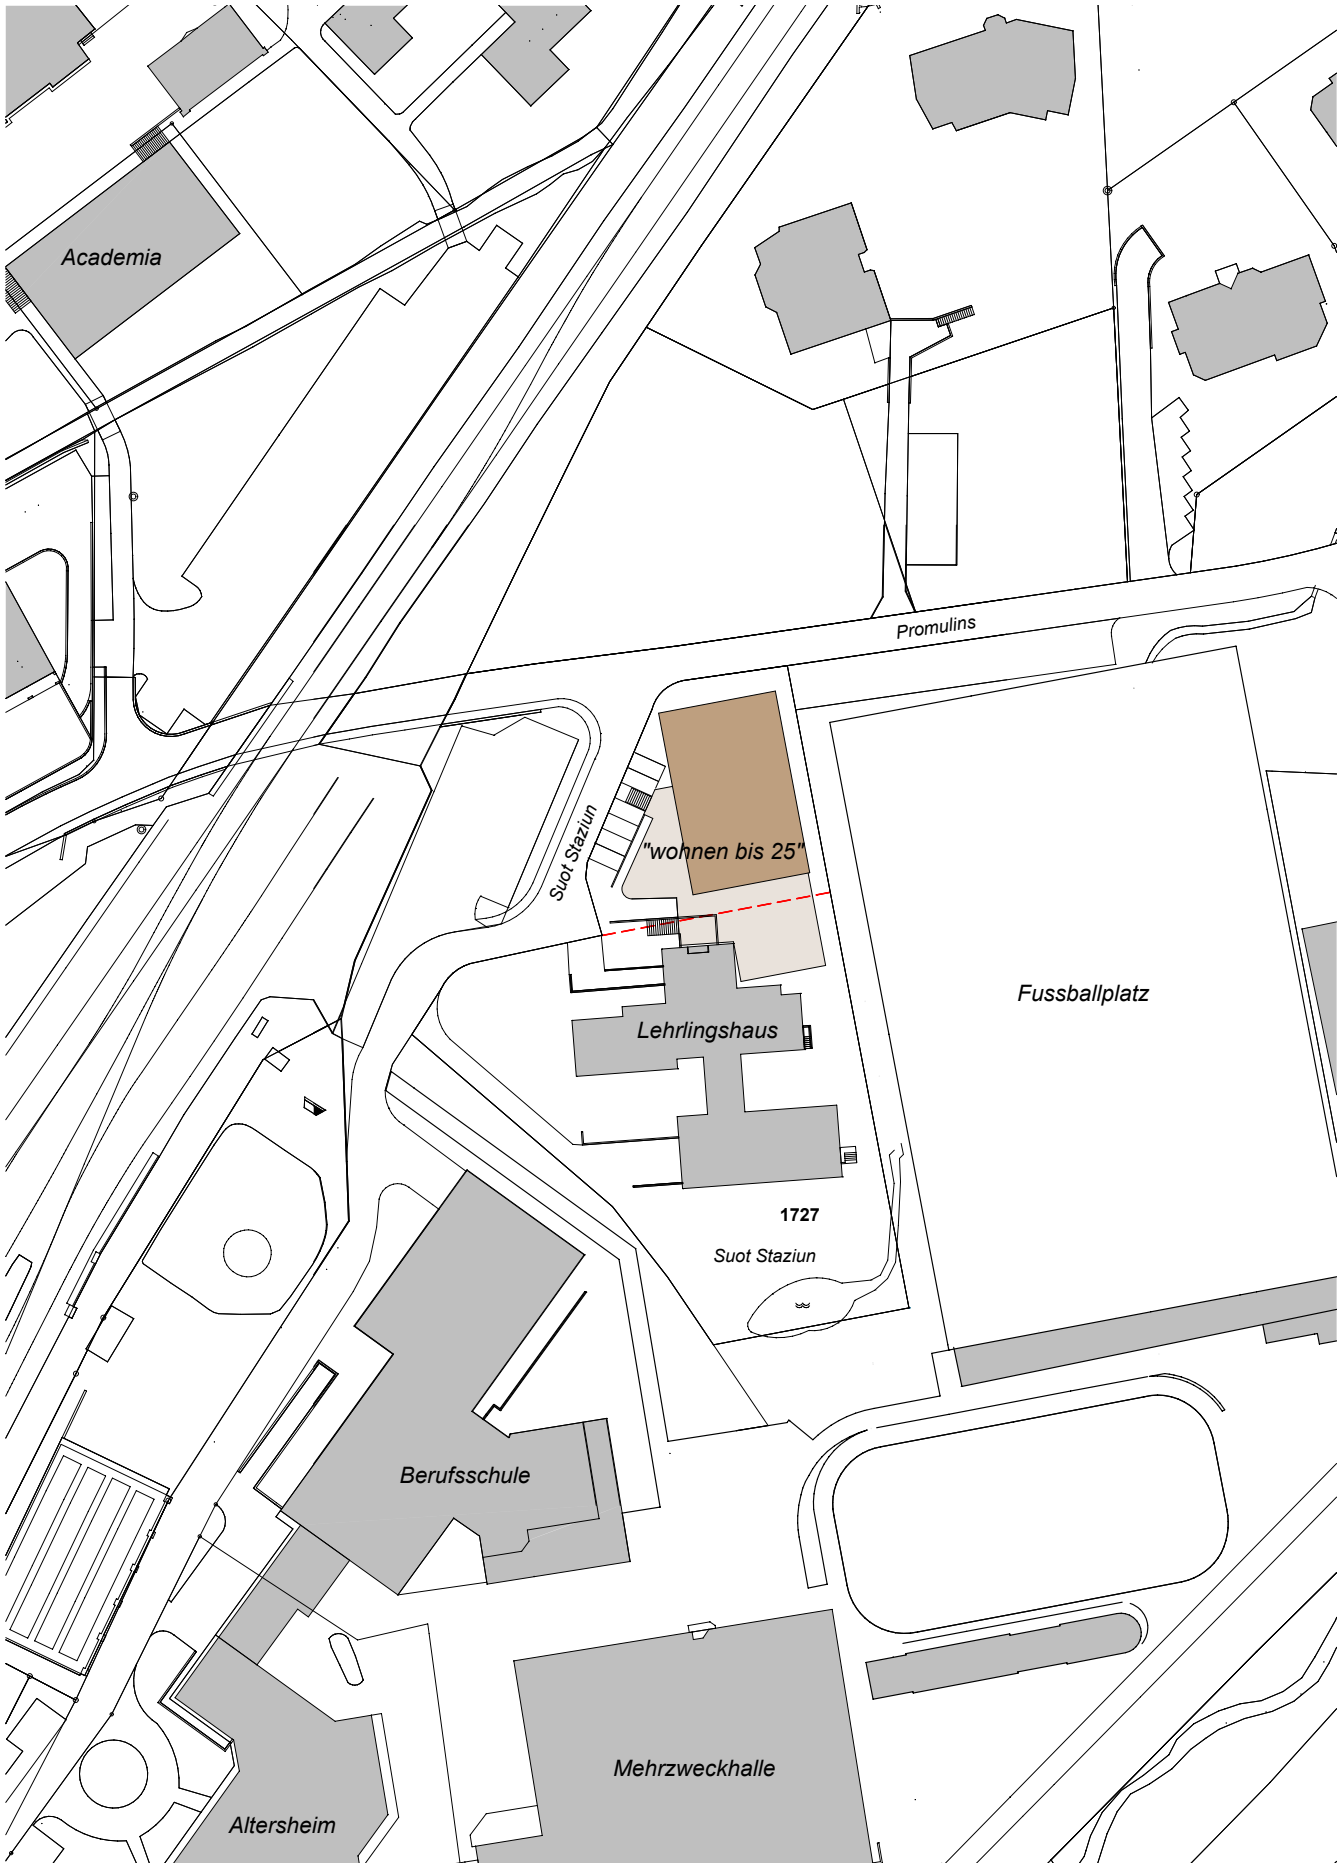 Academia
Promulins
Suot Staziun
"wohnen bis 25"
Fussballplatz
Lehrlingshaus
1727
Suot Staziun
Berufsschule
Mehrzweckhalle
Altersheim